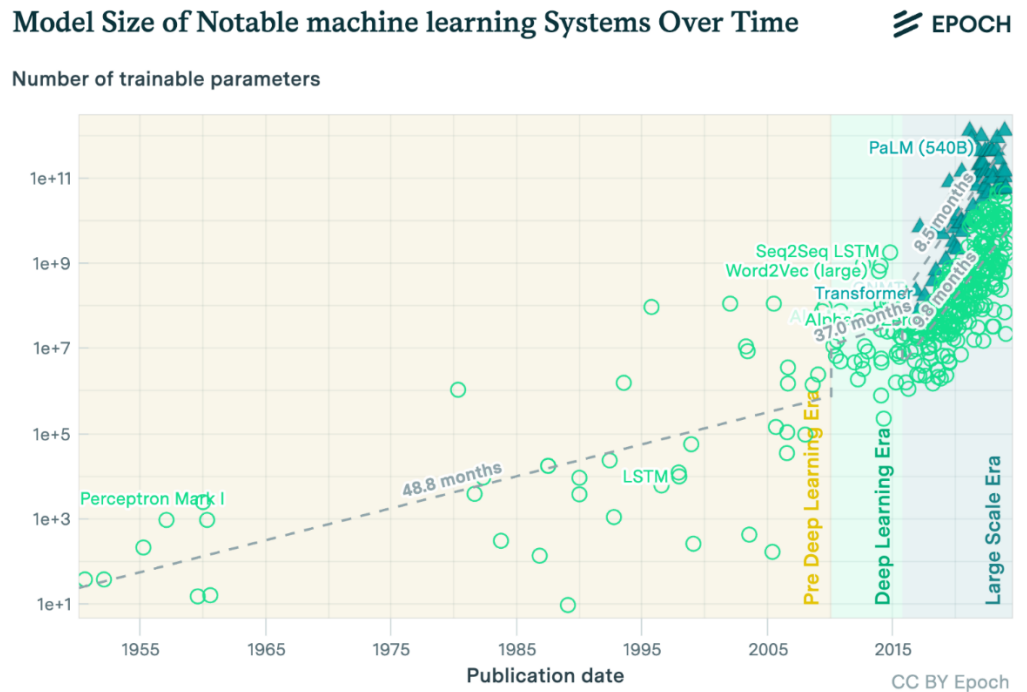 Model Size of Notable machine learning Systems Over Time
EPOCH
Number of trainable parameters
1e+11
1e+9
1e+7
1e+5
1e+3
1e+1
PaLM (540B)
8.5 months
Seq2Seq LSTM
Word2Vec (large)
GNMT
Transformer
9.8 months
37.0 months
48.8 months
LSTM
Perceptron Mark I
Pre Deep Learning Era
Deep Learning Era
Large Scale Era
1955
1965
1975
1985
1995
2005
2015
Publication date
CC BY Epoch